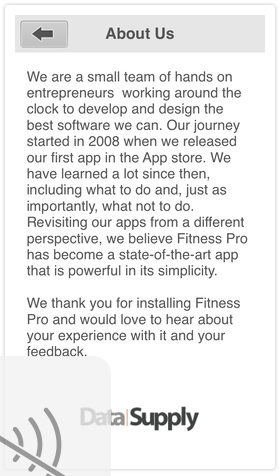 About Us
We are a small team of hands on
entrepreneurs  working around the
clock to develop and design the
best software we can. Our journey
started in 2008 when we released
our first app in the App store. We
have learned a lot since then,
including what to do and, just as
importantly, what not to do.
Revisiting our apps from a different
perspective, we believe Fitness Pro
has become a state-of-the-art app
that is powerful in its simplicity.
We thank you for installing Fitness
Pro and would love to hear about
your experience with it and your
feedback.
Data|Supply